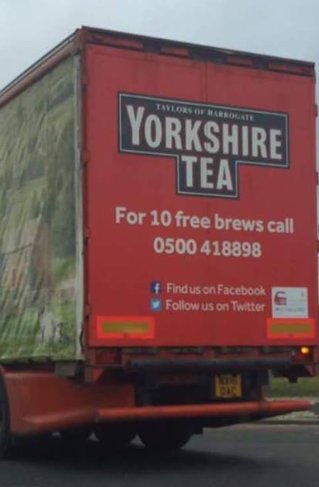 TAYLORS OF HARROGATE
YORKSHIRE
TEA
For 10 free brews call
0500 418898
f Find us on Facebook
Follow us on Twitter